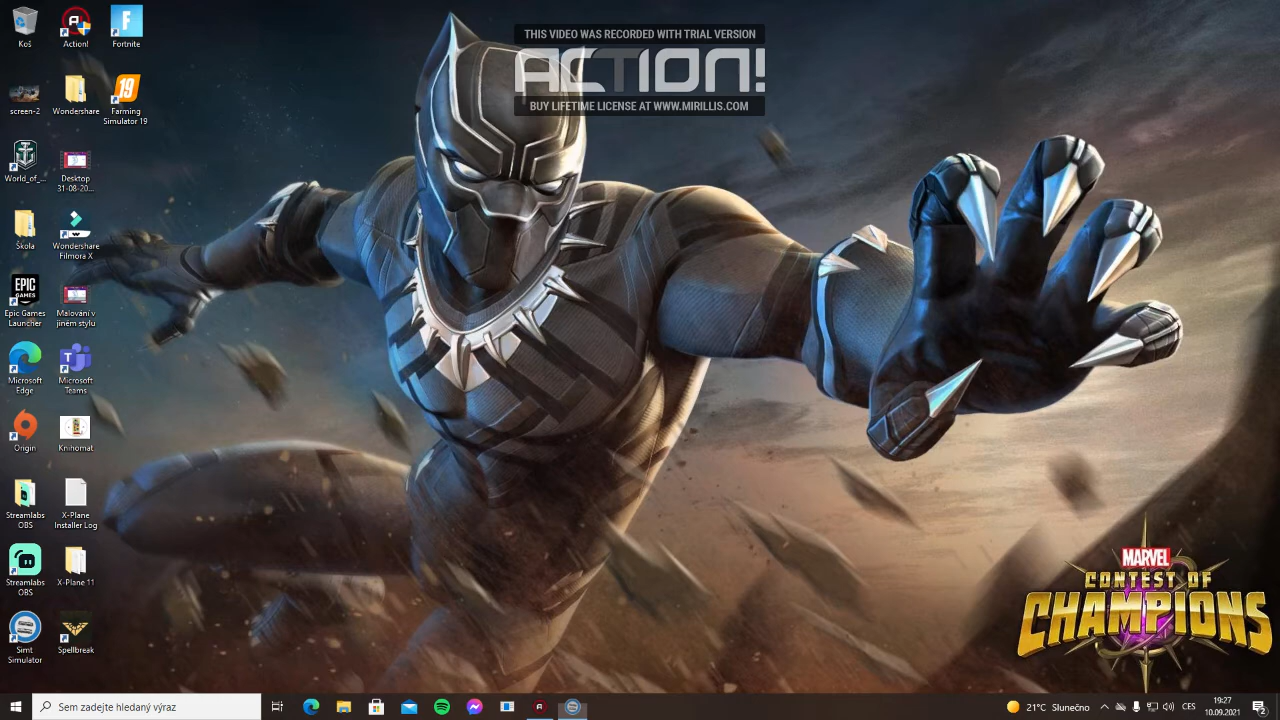 THIS VIDEO WAS RECORDED WITH TRIAL VERSION
ACTION!
BUY LIFETIME LICENSE AT WWW.MIRILLIS.COM
Koš
Action!
Fortnite
screen-2
Wondershare
Farming
Simulator 19
World_of_...
Desktop
31-08-20...
Škola
Wondershare
Filmora X
EPIC
GAMES
Epic Games
Launcher
Malování v
jiném stylu
Microsoft
Edge
Microsoft
Teams
Origin
Knihomat
Streamlabs
OBS
X-Plane
Installer Log
Streamlabs
OBS
X-Plane 11
Simt
Simulator
Spellbreak
MARVEL
CONTEST OF
CHAMPIONS
Sem zadejte hledaný výraz
21°C Slunečno
CES
19:27
10.09.2021
2